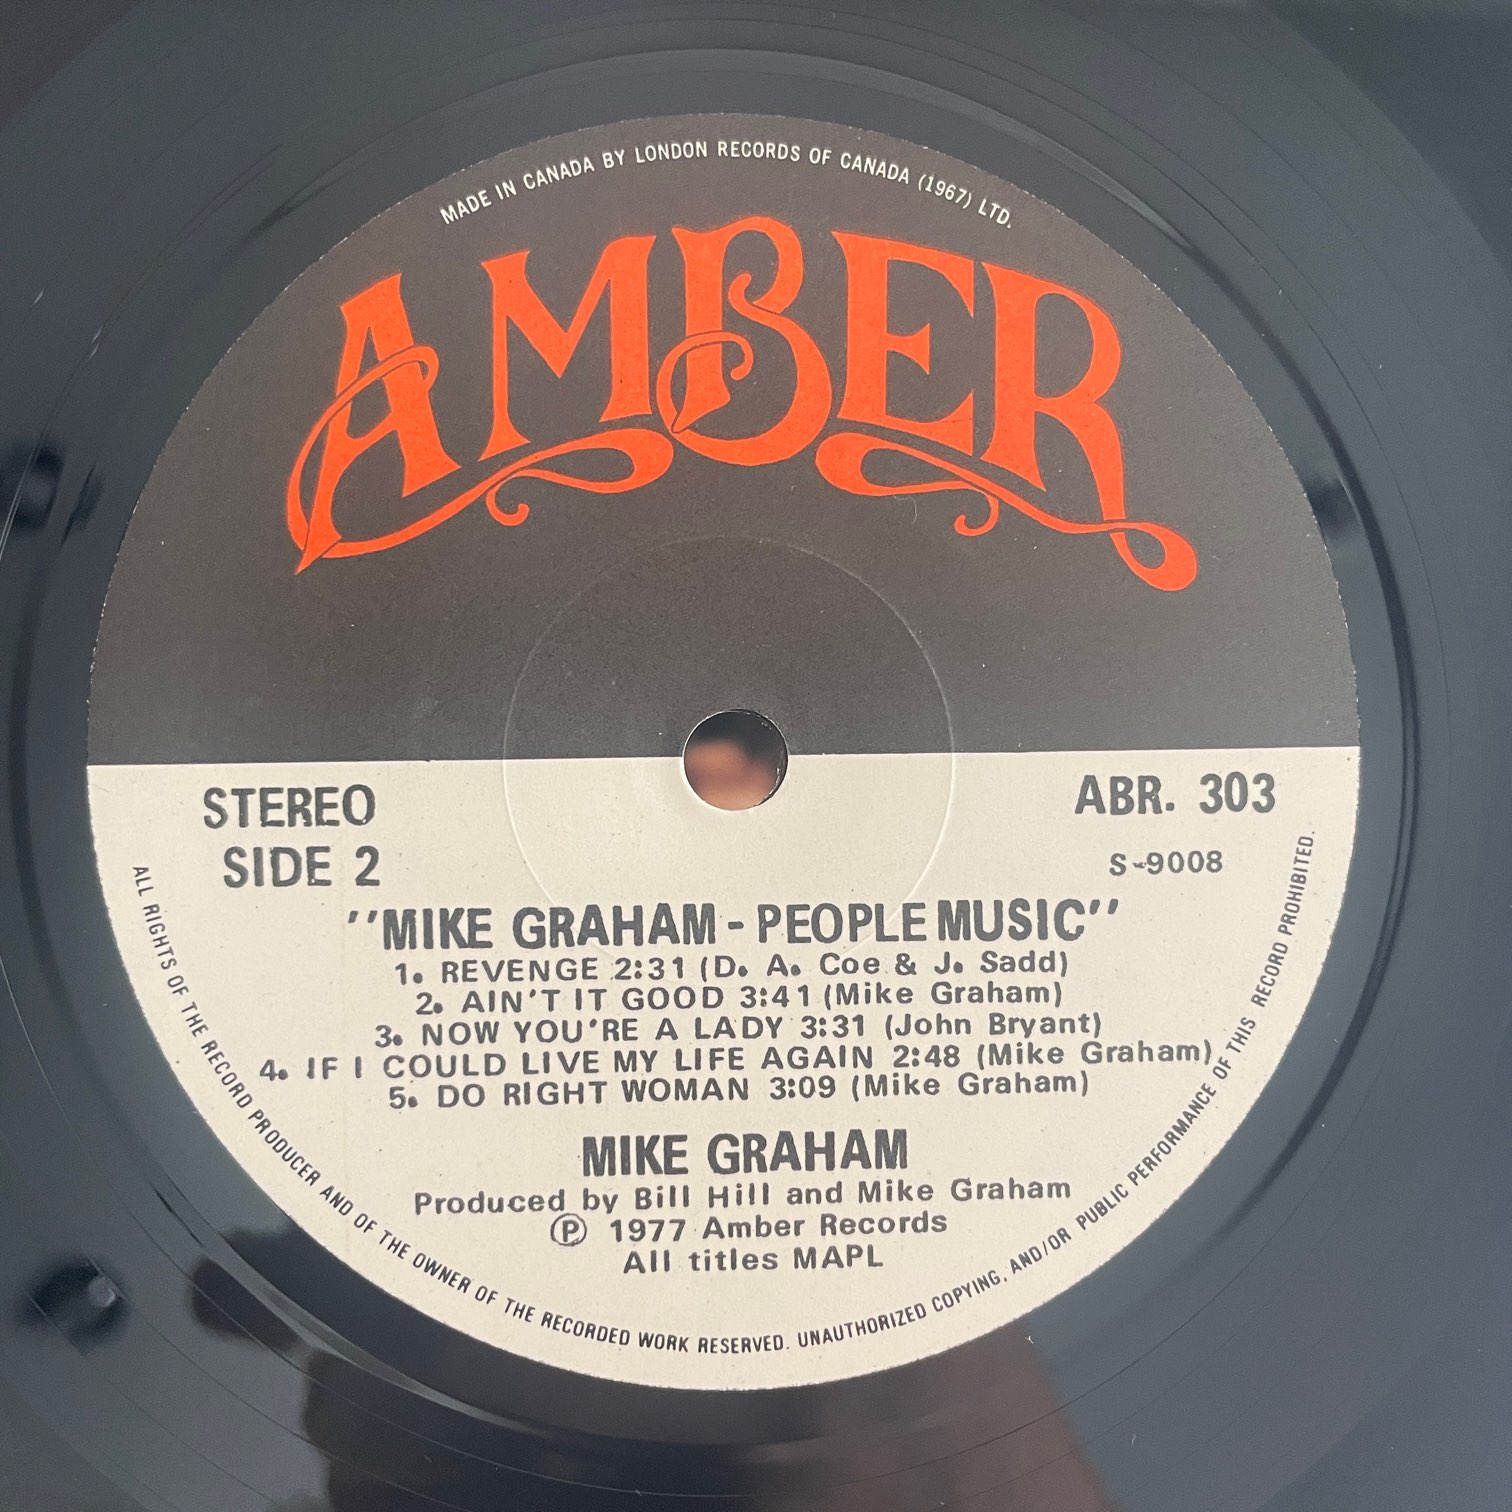 MADE IN CANADA BY LONDON RECORDS OF CANADA (1967) LTD.
AMBER
STEREO
SIDE 2
ABR. 303
S-9008
"MIKE GRAHAM - PEOPLE MUSIC"
1. REVENGE 2:31 (D. A. Coe & J. Sadd)
2. AIN'T IT GOOD 3:41 (Mike Graham)
3. NOW YOU'RE A LADY 3:31 (John Bryant)
4. IF I COULD LIVE MY LIFE AGAIN 2:48 (Mike Graham)
5. DO RIGHT WOMAN 3:09 (Mike Graham)
MIKE GRAHAM
Produced by Bill Hill and Mike Graham
Ⓟ 1977 Amber Records
All titles MAPL
ALL RIGHTS OF THE RECORD PRODUCER AND OF THE OWNER OF THE RECORDED WORK RESERVED. UNAUTHORIZED COPYING, AND/OR PUBLIC PERFORMANCE OF THIS RECORD PROHIBITED.